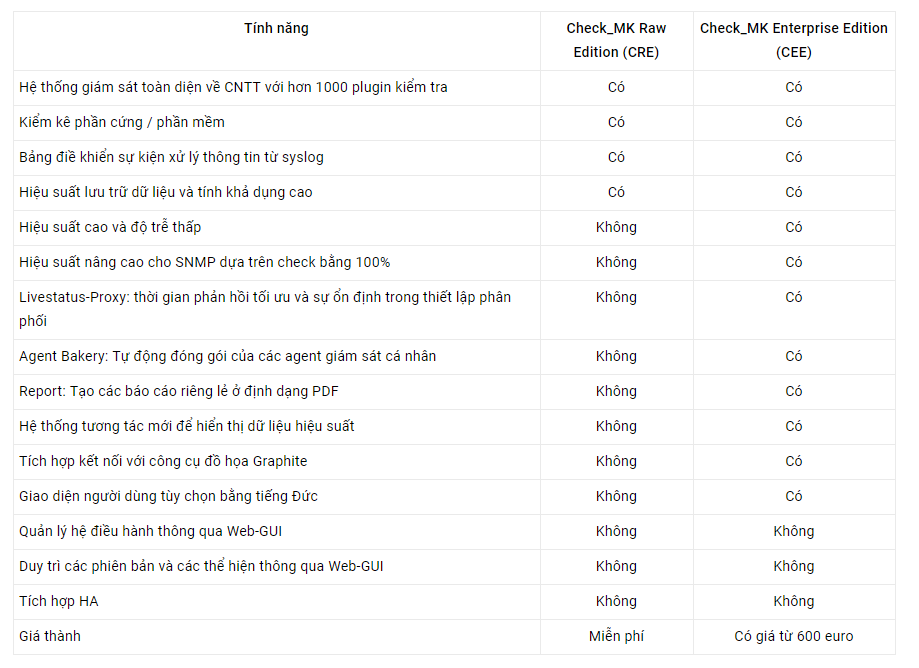 Tính năng
Check_MK Raw
Edition (CRE)
Check_MK Enterprise Edition
(CEE)
Hệ thống giám sát toàn diện về CNTT với hơn 1000 plugin kiểm tra Có Có
Kiểm kê phần cứng / phần mềm Có Có
Bảng điề khiển sự kiện xử lý thông tin từ syslog Có Có
Hiệu suất lưu trữ dữ liệu và tính khả dụng cao Có Có
Hiệu suất cao và độ trễ thấp Không Có
Hiệu suất nâng cao cho SNMP dựa trên check bằng 100% Không Có
Livestatus-Proxy: thời gian phản hồi tối ưu và sự ổn định trong thiết lập phân Không Có
phối
Agent Bakery: Tự động đóng gói của các agent giám sát cá nhân Không Có
Report: Tạo các báo cáo riêng lẻ ở định dạng PDF Không Có
Hệ thống tương tác mới để hiển thị dữ liệu hiệu suất Không Có
Tích hợp kết nối với công cụ đồ họa Graphite Không Có
Giao diện người dùng tùy chọn bằng tiếng Đức Không Có
Quản lý hệ điều hành thông qua Web-GUI Không Không
Duy trì các phiên bản và các thể hiện thông qua Web-GUI Không Không
Tích hợp HA Không Không
Giá thành Miễn phí Có giá từ 600 euro